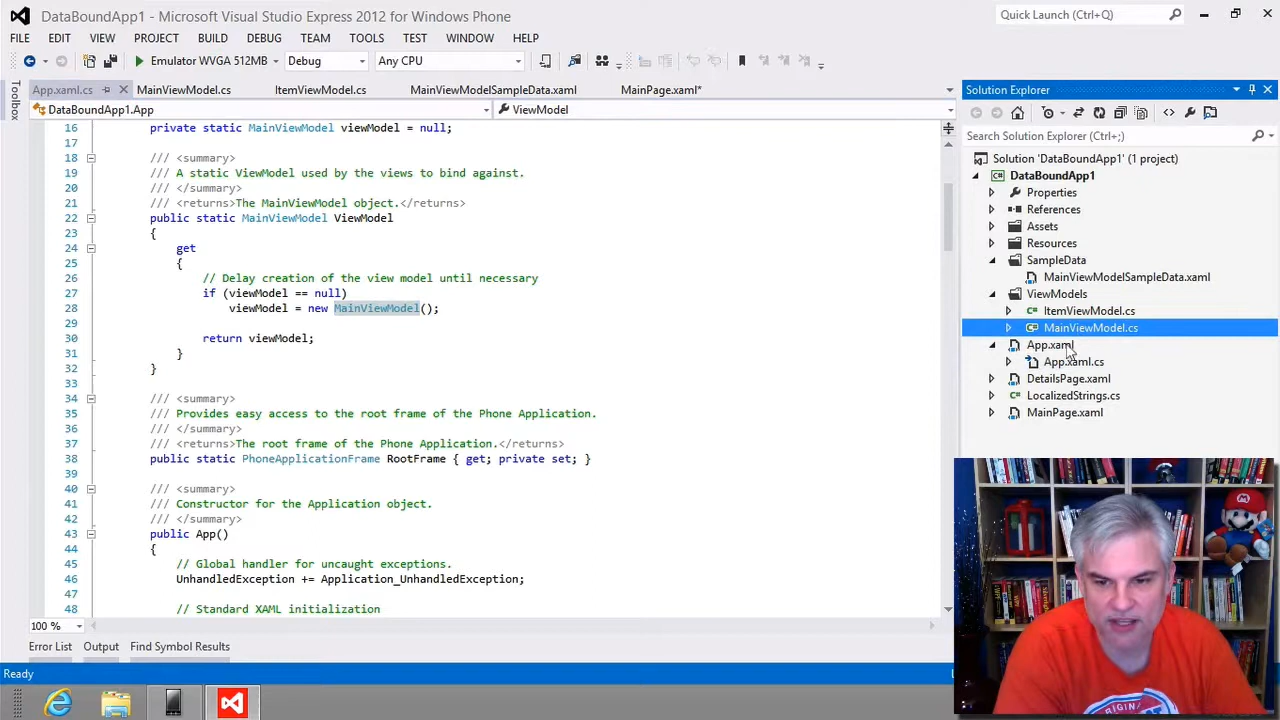 DataBoundApp1 - Microsoft Visual Studio Express 2012 for Windows Phone
Quick Launch (Ctrl+Q)
FILE EDIT VIEW PROJECT BUILD DEBUG TEAM TOOLS TEST WINDOW HELP
Emulator WVGA 512MB Debug Any CPU
App.xaml.cs MainViewModel.cs ItemViewModel.cs MainViewModelSampleData.xaml MainPage.xaml*
DataBoundApp1.App ViewModel
Toolbox
16 private static MainViewModel viewModel = null;
17
18 /// <summary>
19 /// A static ViewModel used by the views to bind against.
20 /// </summary>
21 /// <returns>The MainViewModel object.</returns>
22 public static MainViewModel ViewModel
23 {
24 get
25 {
26 // Delay creation of the view model until necessary
27 if (viewModel == null)
28 viewModel = new MainViewModel();
29
30 return viewModel;
31 }
32 }
33
34 /// <summary>
35 /// Provides easy access to the root frame of the Phone Application.
36 /// </summary>
37 /// <returns>The root frame of the Phone Application.</returns>
38 public static PhoneApplicationFrame RootFrame { get; private set; }
39
40 /// <summary>
41 /// Constructor for the Application object.
42 /// </summary>
43 public App()
44 {
45 // Global handler for uncaught exceptions.
46 UnhandledException += Application_UnhandledException;
47
48 // Standard XAML initialization
100 %
Error List Output Find Symbol Results
Ready
Solution Explorer
Search Solution Explorer (Ctrl+;)
Solution 'DataBoundApp1' (1 project)
DataBoundApp1
Properties
References
Assets
Resources
SampleData
MainViewModelSampleData.xaml
ViewModels
ItemViewModel.cs
MainViewModel.cs
App.xaml
App.xaml.cs
DetailsPage.xaml
LocalizedStrings.cs
MainPage.xaml